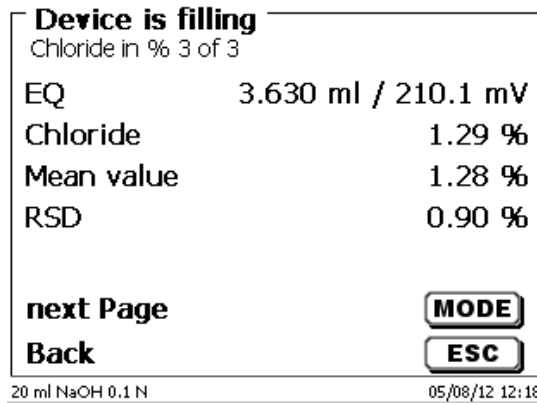 Device is filling
Chloride in % 3 of 3
EQ 3.630 ml / 210.1 mV
Chloride 1.29 %
Mean value 1.28 %
RSD 0.90 %
next Page MODE
Back ESC
20 ml NaOH 0.1 N 05/08/12 12:18